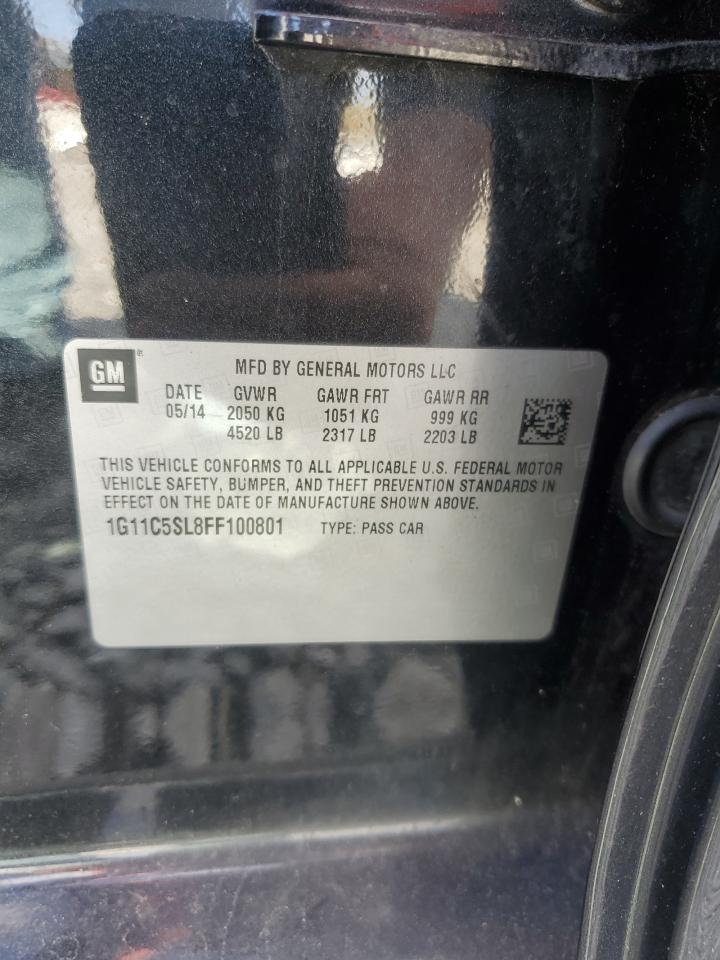 GM
MFD BY GENERAL MOTORS LLC
DATE GVWR GAWR FRT GAWR RR
05/14 2050 KG 1051 KG 999 KG
4520 LB 2317 LB 2203 LB
THIS VEHICLE CONFORMS TO ALL APPLICABLE U.S. FEDERAL MOTOR
VEHICLE SAFETY, BUMPER, AND THEFT PREVENTION STANDARDS IN
EFFECT ON THE DATE OF MANUFACTURE SHOWN ABOVE.
1G11C5SL8FF100801 TYPE: PASS CAR